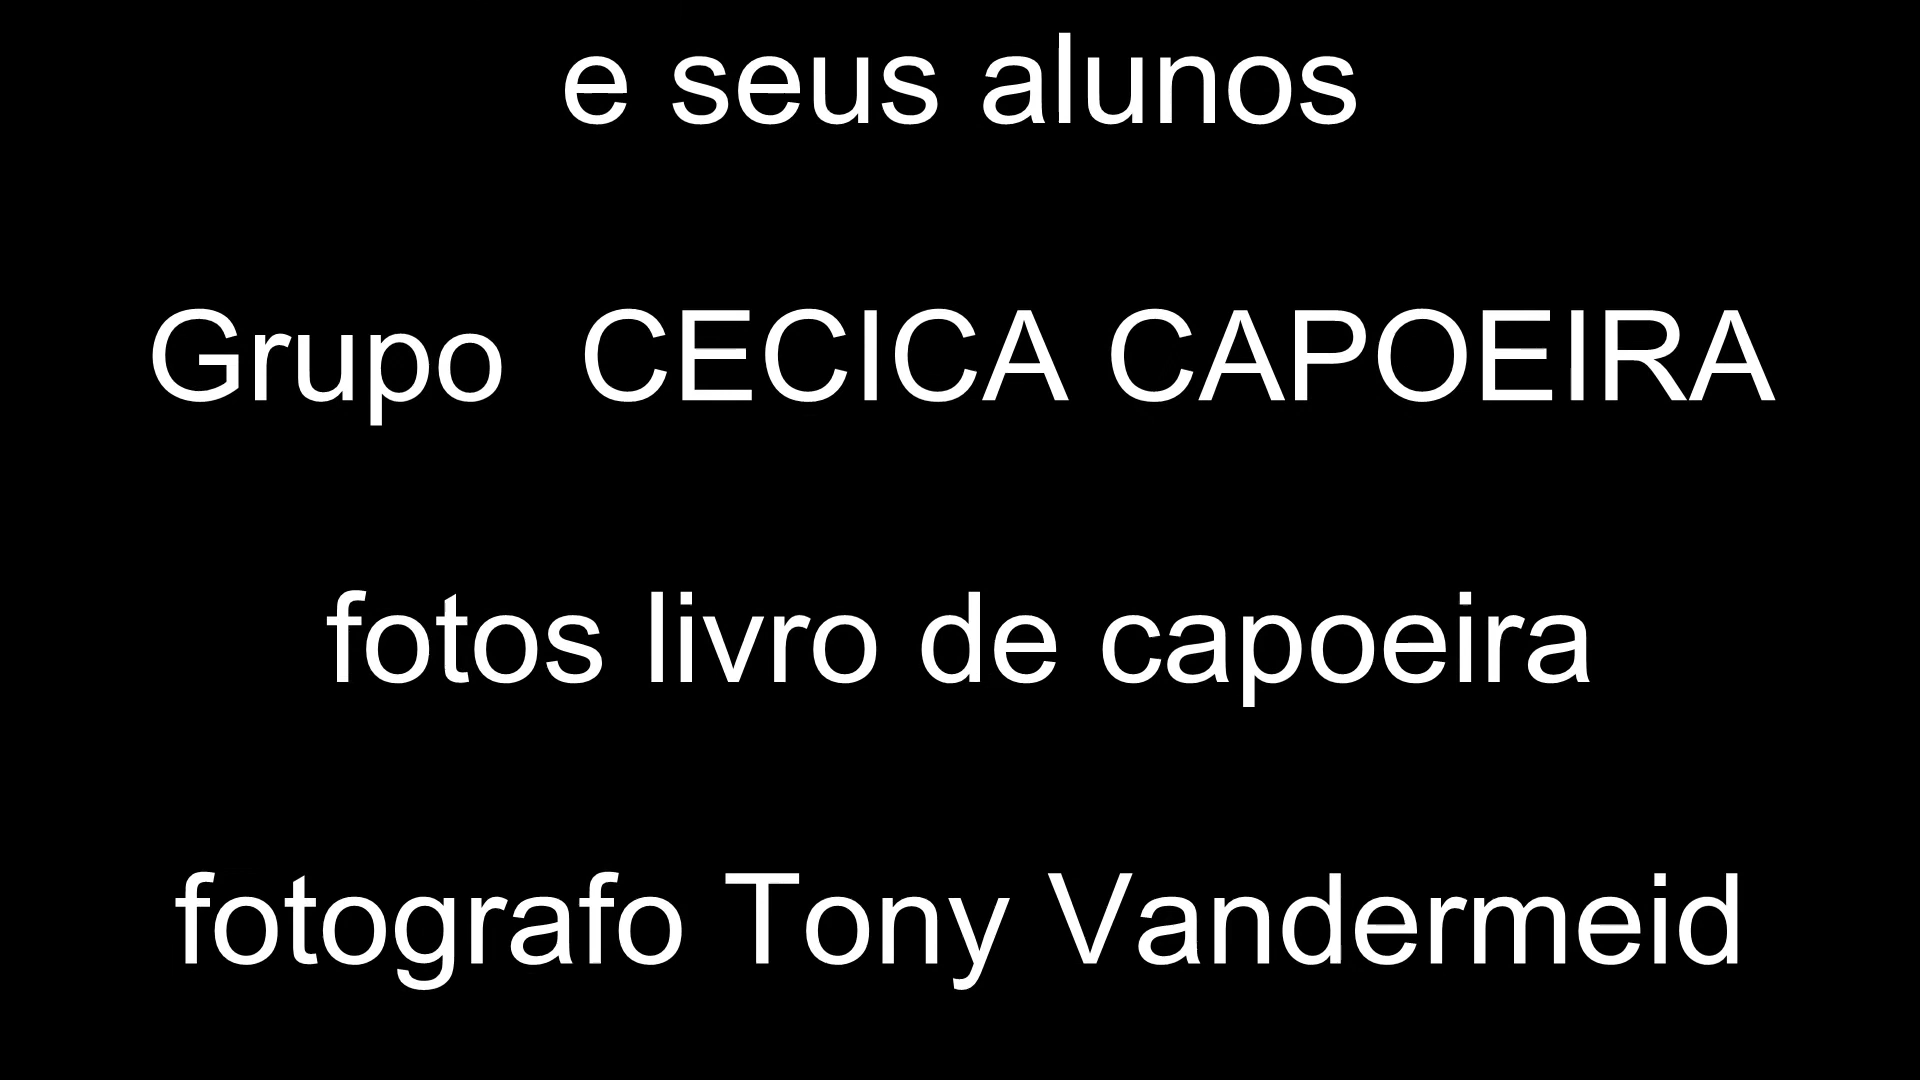 e seus alunos
Grupo  CECICA CAPOEIRA
fotos livro de capoeira
fotografo Tony Vandermeid